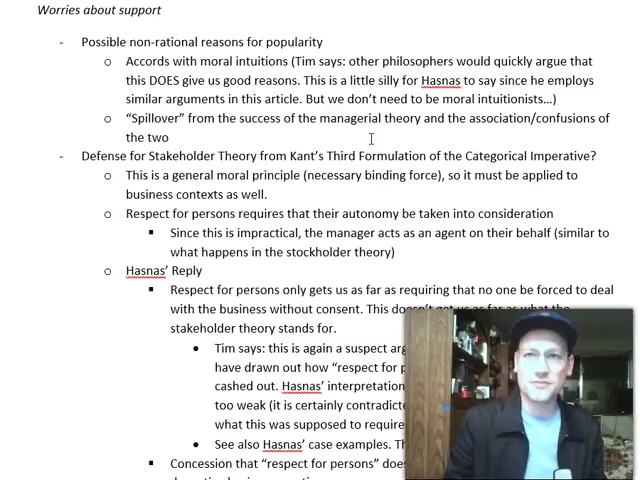 Worries about support
- Possible non-rational reasons for popularity
o Accords with moral intuitions (Tim says: other philosophers would quickly argue that
this DOES give us good reasons. This is a little silly for Hasnas to say since he employs
similar arguments in this article. But we don't need to be moral intuitionists…)
o "Spillover" from the success of the managerial theory and the association/confusions of
the two
- Defense for Stakeholder Theory from Kant's Third Formulation of the Categorical Imperative?
o This is a general moral principle (necessary binding force), so it must be applied to
business contexts as well.
o Respect for persons requires that their autonomy be taken into consideration
▪ Since this is impractical, the manager acts as an agent on their behalf (similar to
what happens in the stockholder theory)
o Hasnas' Reply
▪ Respect for persons only gets us as far as requiring that no one be forced to deal
with the business without consent. This doesn't get us as far as what the
stakeholder theory stands for.
• Tim says: this is again a suspect
have drawn out how "respect for
cashed out. Hasnas' interpretation
too weak (it is certainly
what this was supposed to
• See also Hasnas' case examples.
▪ Concession that "respect for persons"